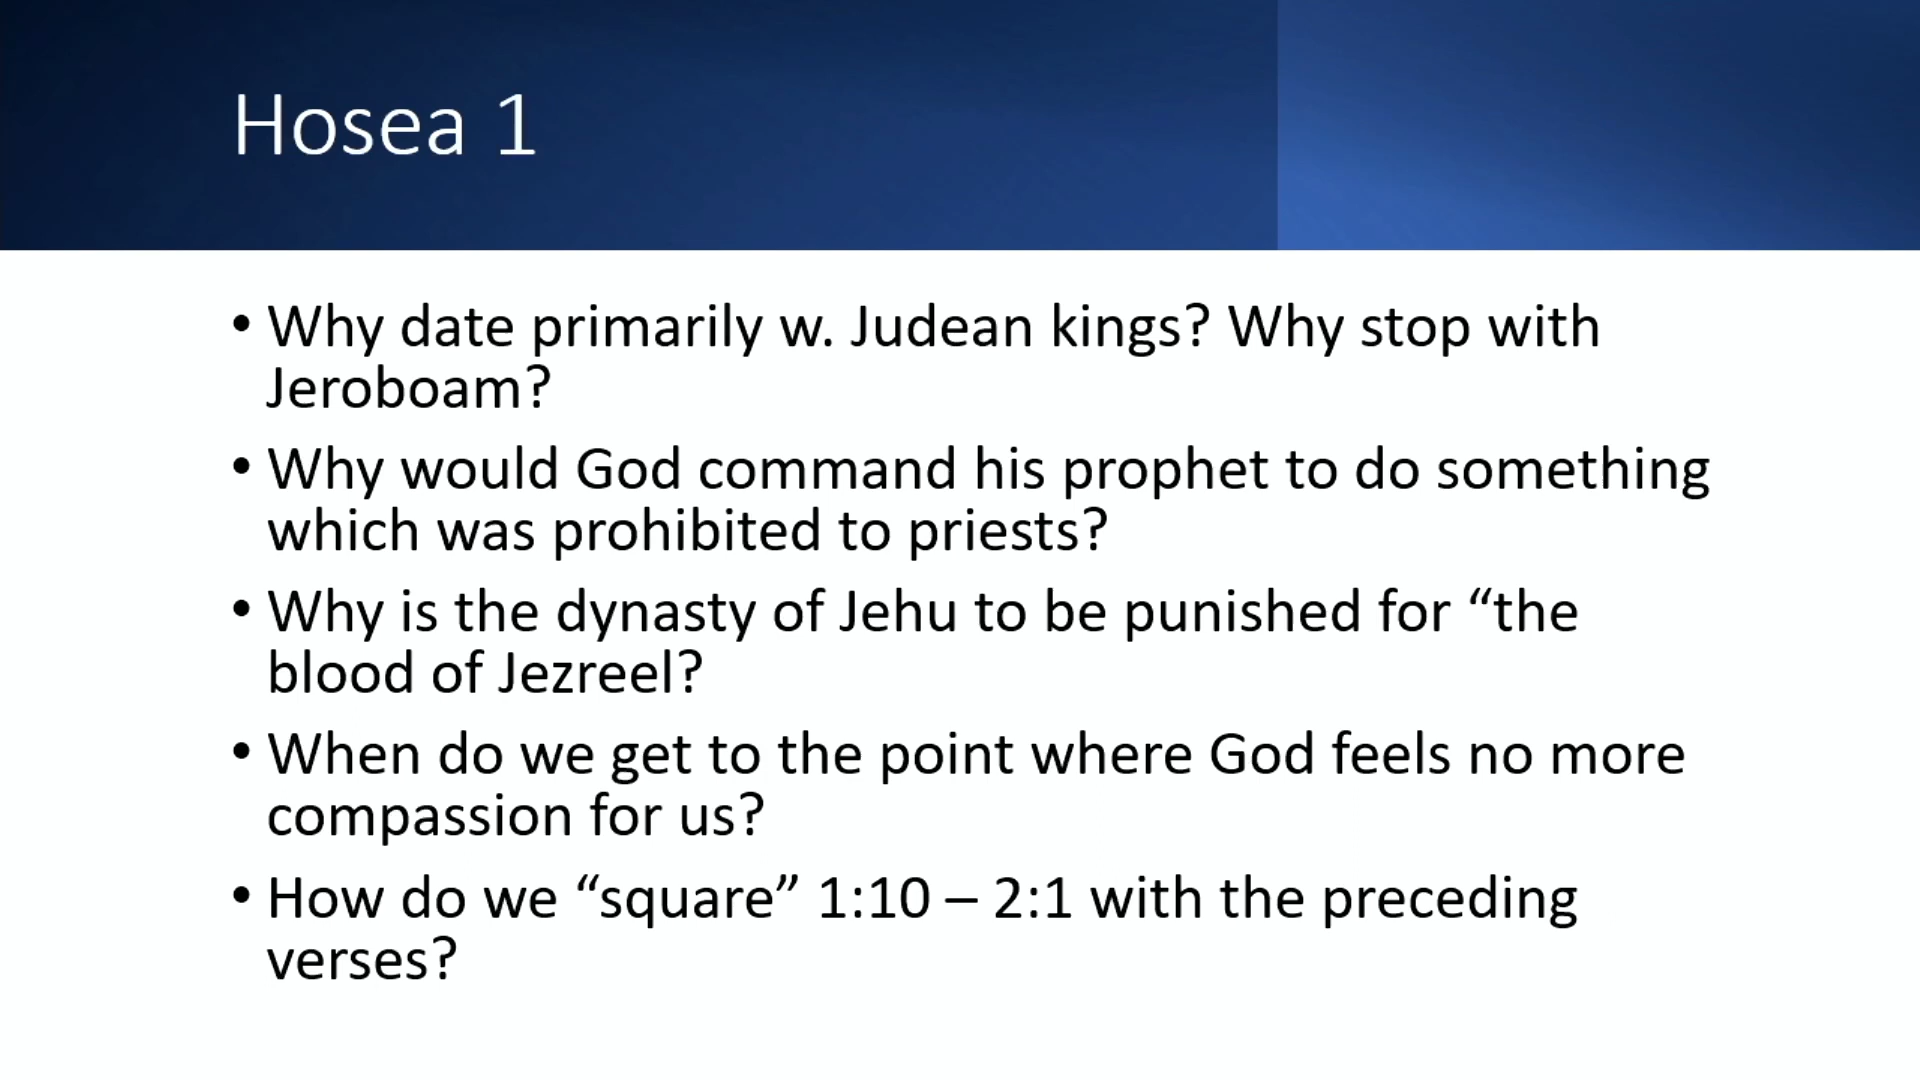 Hosea 1
• Why date primarily w. Judean kings? Why stop with
Jeroboam?
• Why would God command his prophet to do something
which was prohibited to priests?
• Why is the dynasty of Jehu to be punished for “the
blood of Jezreel?
• When do we get to the point where God feels no more
compassion for us?
• How do we “square” 1:10 – 2:1 with the preceding
verses?